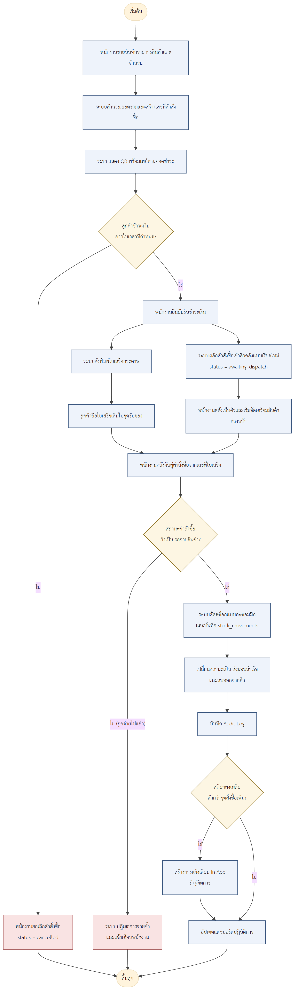 เริ่มต้น
พนักงานขายบันทึกรายการสินค้าและ
จำนวน
ระบบคำนวณยอดรวมและสร้างเลขที่คำสั่ง
ซื้อ
ระบบแสดง QR พร้อมเพย์ตามยอดชำระ
ลูกค้าชำระเงิน
ภายในเวลาที่กำหนด?
ใช่
พนักงานยืนยันรับชำระเงิน
ระบบสั่งพิมพ์ใบเสร็จกระดาษ
ระบบผลักคำสั่งซื้อเข้าคิวคลังแบบเรียลไทม์
status = awaiting_dispatch
ลูกค้าถือใบเสร็จเดินไปจุดรับของ
พนักงานคลังเห็นคิวและเริ่มจัดเตรียมสินค้า
ล่วงหน้า
พนักงานคลังจับคู่คำสั่งซื้อจากเลขที่ใบเสร็จ
สถานะคำสั่งซื้อ
ยังเป็น รอจ่ายสินค้า?
ไม่
ใช่
ระบบตัดสต็อกแบบอะตอมมิก
และบันทึก stock_movements
เปลี่ยนสถานะเป็น ส่งมอบสำเร็จ
และลบออกจากคิว
ไม่ (ถูกจ่ายไปแล้ว)
บันทึก Audit Log
สต็อกคงเหลือ
ต่ำกว่าจุดสั่งซื้อเพิ่ม?
ใช่
ไม่
สร้างการแจ้งเตือน In-App
ถึงผู้จัดการ
พนักงานยกเลิกคำสั่งซื้อ
status = cancelled
ระบบปฏิเสธการจ่ายซ้ำ
และแจ้งเตือนพนักงาน
อัปเดตแดชบอร์ดปฏิบัติการ
สิ้นสุด